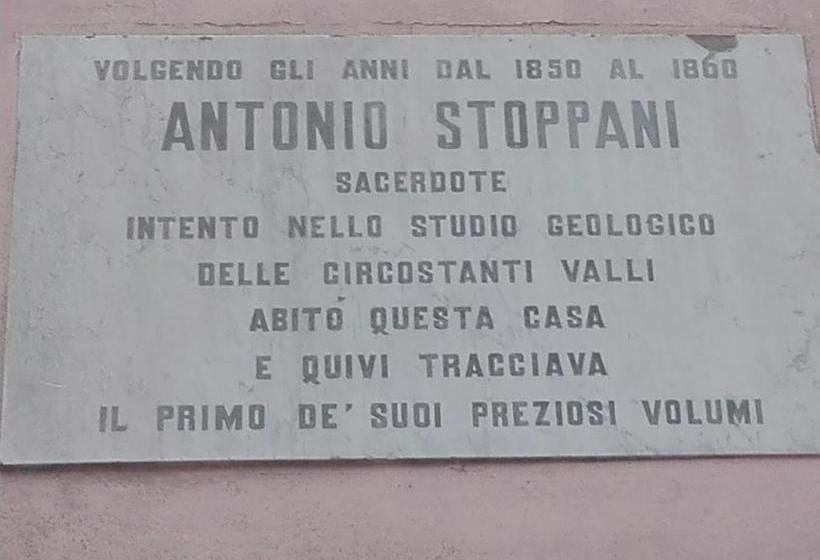 VOLGENDO GLI ANNI DAL 1850 AL 1860
ANTONIO STOPPANI
SACERDOTE
INTENTO NELLO STUDIO GEOLOGICO
DELLE CIRCOSTANTI VALLI
ABITÒ QUESTA CASA
E QUIVI TRACCIAVA
IL PRIMO DE' SUOI PREZIOSI VOLUMI